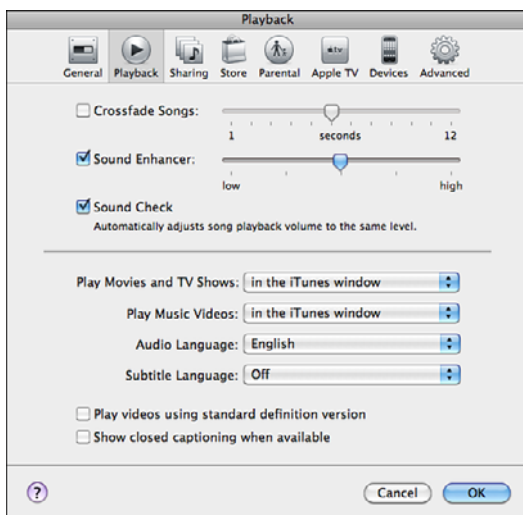 Playback
General Playback Sharing Store Parental Apple TV Devices Advanced
Crossfade Songs:
1 seconds 12
Sound Enhancer:
low high
Sound Check
Automatically adjusts song playback volume to the same level.
Play Movies and TV Shows: in the iTunes window
Play Music Videos: in the iTunes window
Audio Language: English
Subtitle Language: Off
Play videos using standard definition version
Show closed captioning when available
? Cancel OK